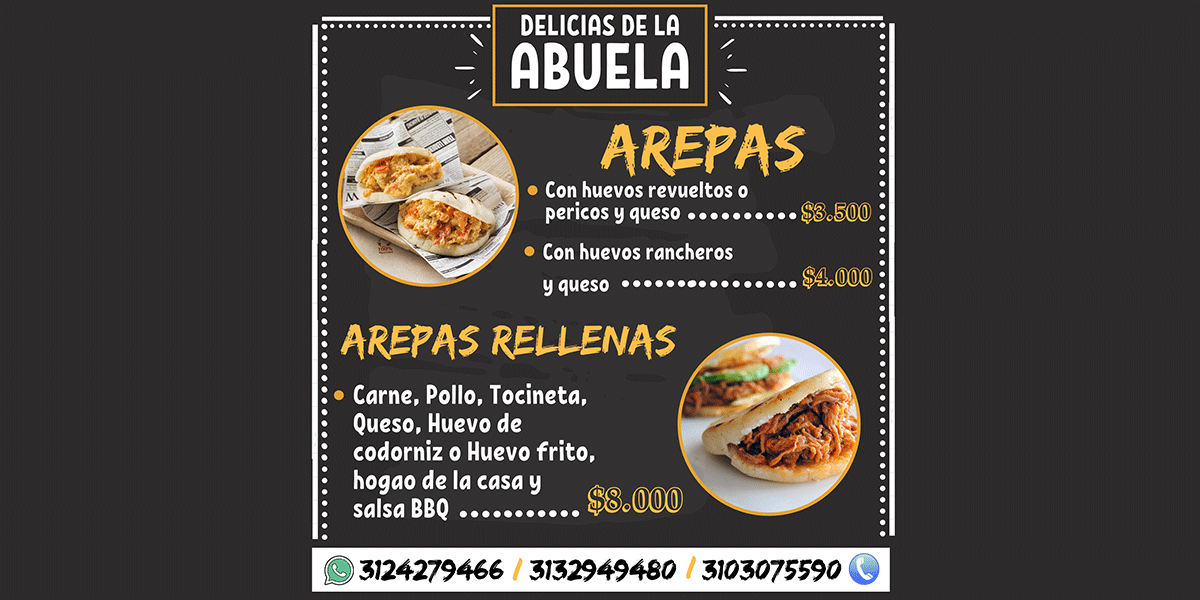 DELICIAS DE LA
ABUELA
AREPAS
Con huevos revueltos o
pericos y queso ........... $3.500
Con huevos rancheros
y queso ................ $4.000
AREPAS RELLENAS
Carne, Pollo, Tocineta,
Queso, Huevo de
codorniz o Huevo frito,
hogao de la casa y
salsa BBQ ........... $8.000
3124279466 / 3132949480 / 3103075590